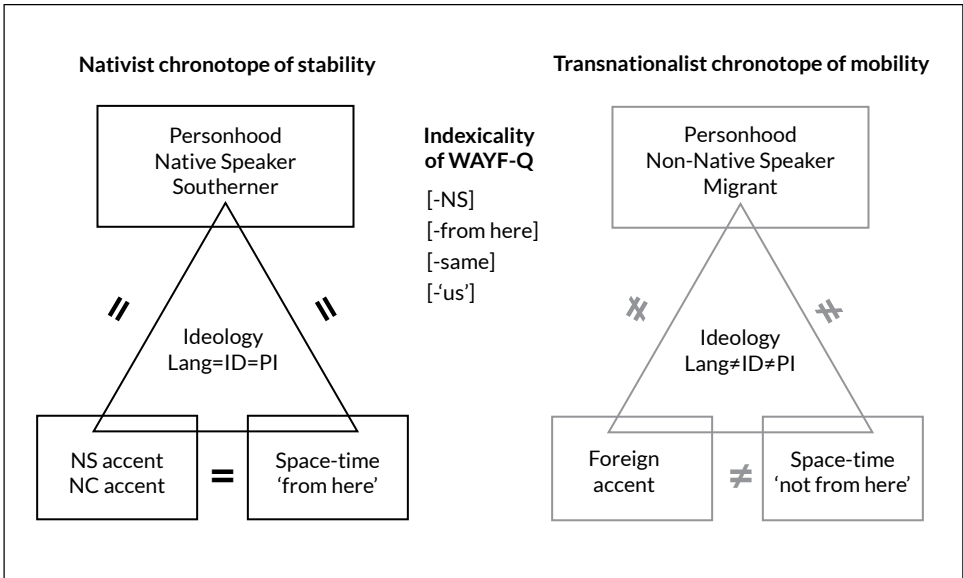 Nativist chronotope of stability
Personhood
Native Speaker
Southerner
=
=
Ideology
Lang=ID=PI
NS accent
NC accent
=
Space-time
‘from here’
Indexicality
of WAYF-Q
[-NS]
[-from here]
[-same]
[-‘us’]
Transnationalist chronotope of mobility
Personhood
Non-Native Speaker
Migrant
≠
≠
Ideology
Lang≠ID≠PI
Foreign
accent
≠
Space-time
‘not from here’